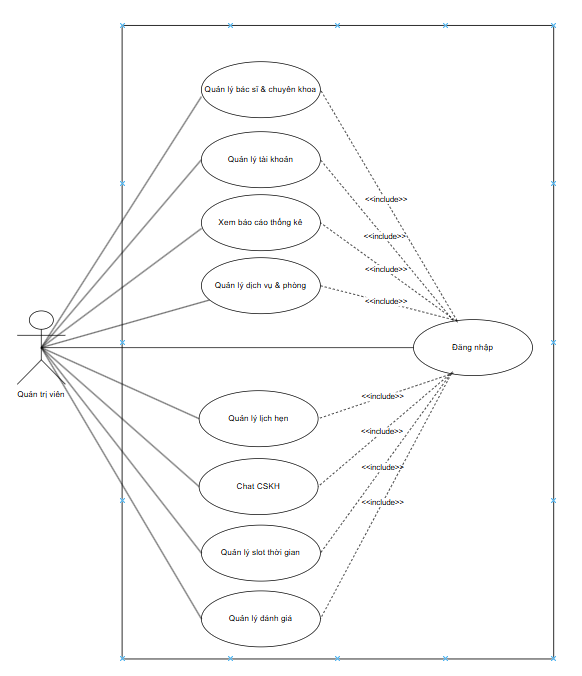 Quản lý bác sĩ & chuyên khoa
Quản lý tài khoản
<<include>>
Xem báo cáo thống kê
<<include>>
<<include>>
Quản lý dịch vụ & phòng
<<include>>
Đăng nhập
Quản trị viên
<<include>>
Quản lý lịch hẹn
<<include>>
<<include>>
Chat CSKH
<<include>>
Quản lý slot thời gian
Quản lý đánh giá